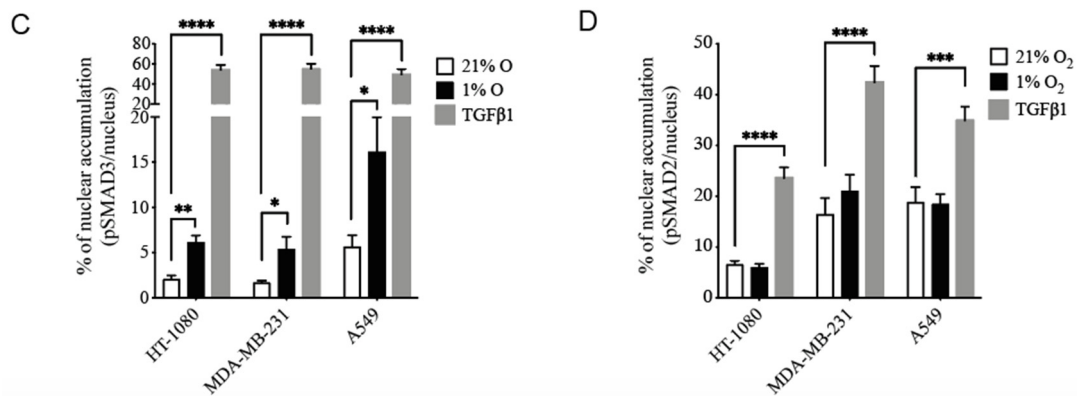 C
% of nuclear accumulation
(pSMAD3/nucleus)
80
60
40
20
20
15
10
5
0
****
****
****
**
*
*
HT-1080
MDA-MB-231
A549
21% O
1% O
TGFβ1
D
% of nuclear accumulation
(pSMAD2/nucleus)
50
40
30
20
10
0
****
****
***
HT-1080
MDA-MB-231
A549
21% O₂
1% O₂
TGFβ1